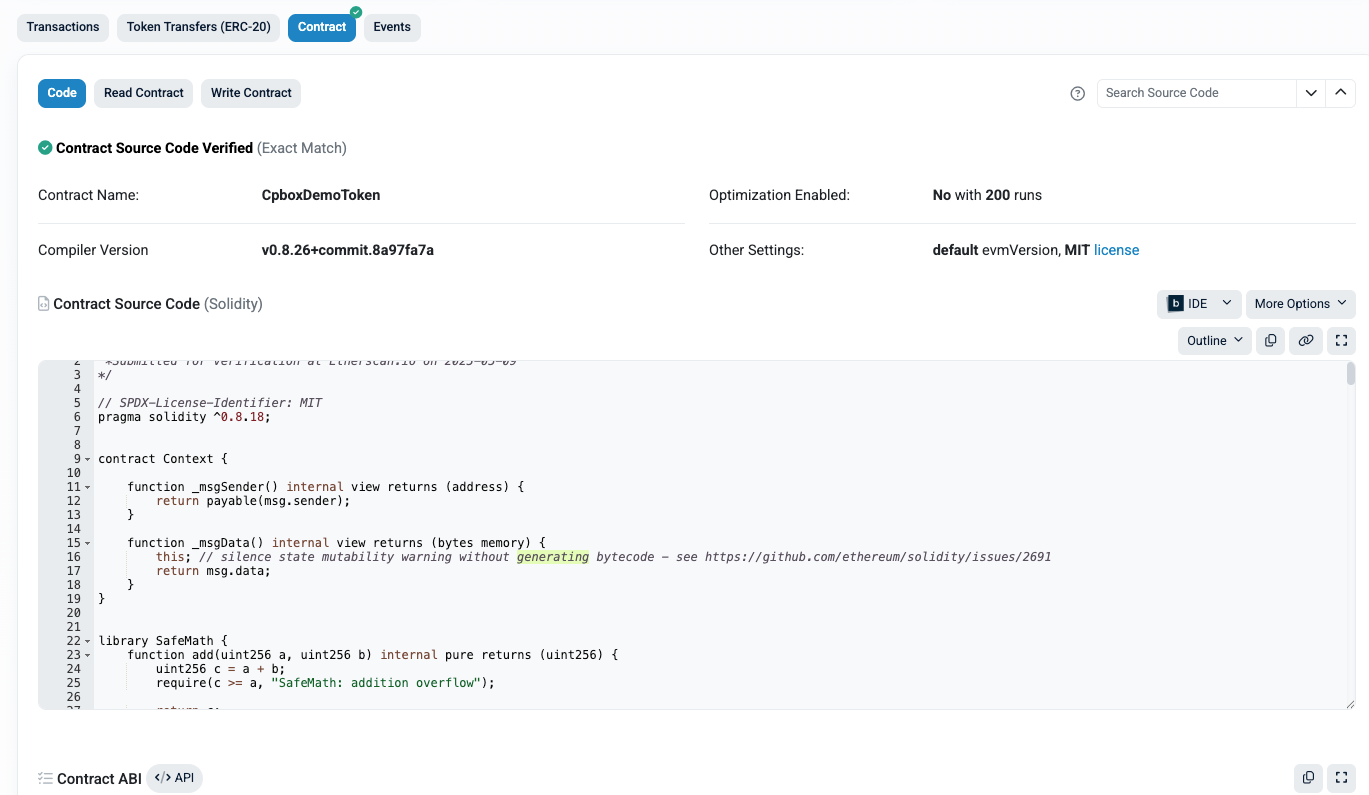 Transactions
Token Transfers (ERC-20)
Contract
Events
Code
Read Contract
Write Contract
Search Source Code
Contract Source Code Verified (Exact Match)
Contract Name:
CpboxDemoToken
Optimization Enabled:
No with 200 runs
Compiler Version
v0.8.26+commit.8a97fa7a
Other Settings:
default evmVersion, MIT license
Contract Source Code (Solidity)
b IDE
More Options
Outline
2 *Submitted for verification at Etherscan.io on 2025-05-09
3 */
4
5 // SPDX-License-Identifier: MIT
6 pragma solidity ^0.8.18;
7
8
9 contract Context {
10
11 function _msgSender() internal view returns (address) {
12 return payable(msg.sender);
13 }
14
15 function _msgData() internal view returns (bytes memory) {
16 this; // silence state mutability warning without generating bytecode - see https://github.com/ethereum/solidity/issues/2691
17 return msg.data;
18 }
19 }
20
21
22 library SafeMath {
23 function add(uint256 a, uint256 b) internal pure returns (uint256) {
24 uint256 c = a + b;
25 require(c >= a, "SafeMath: addition overflow");
26
27 return c;
Contract ABI
</> API